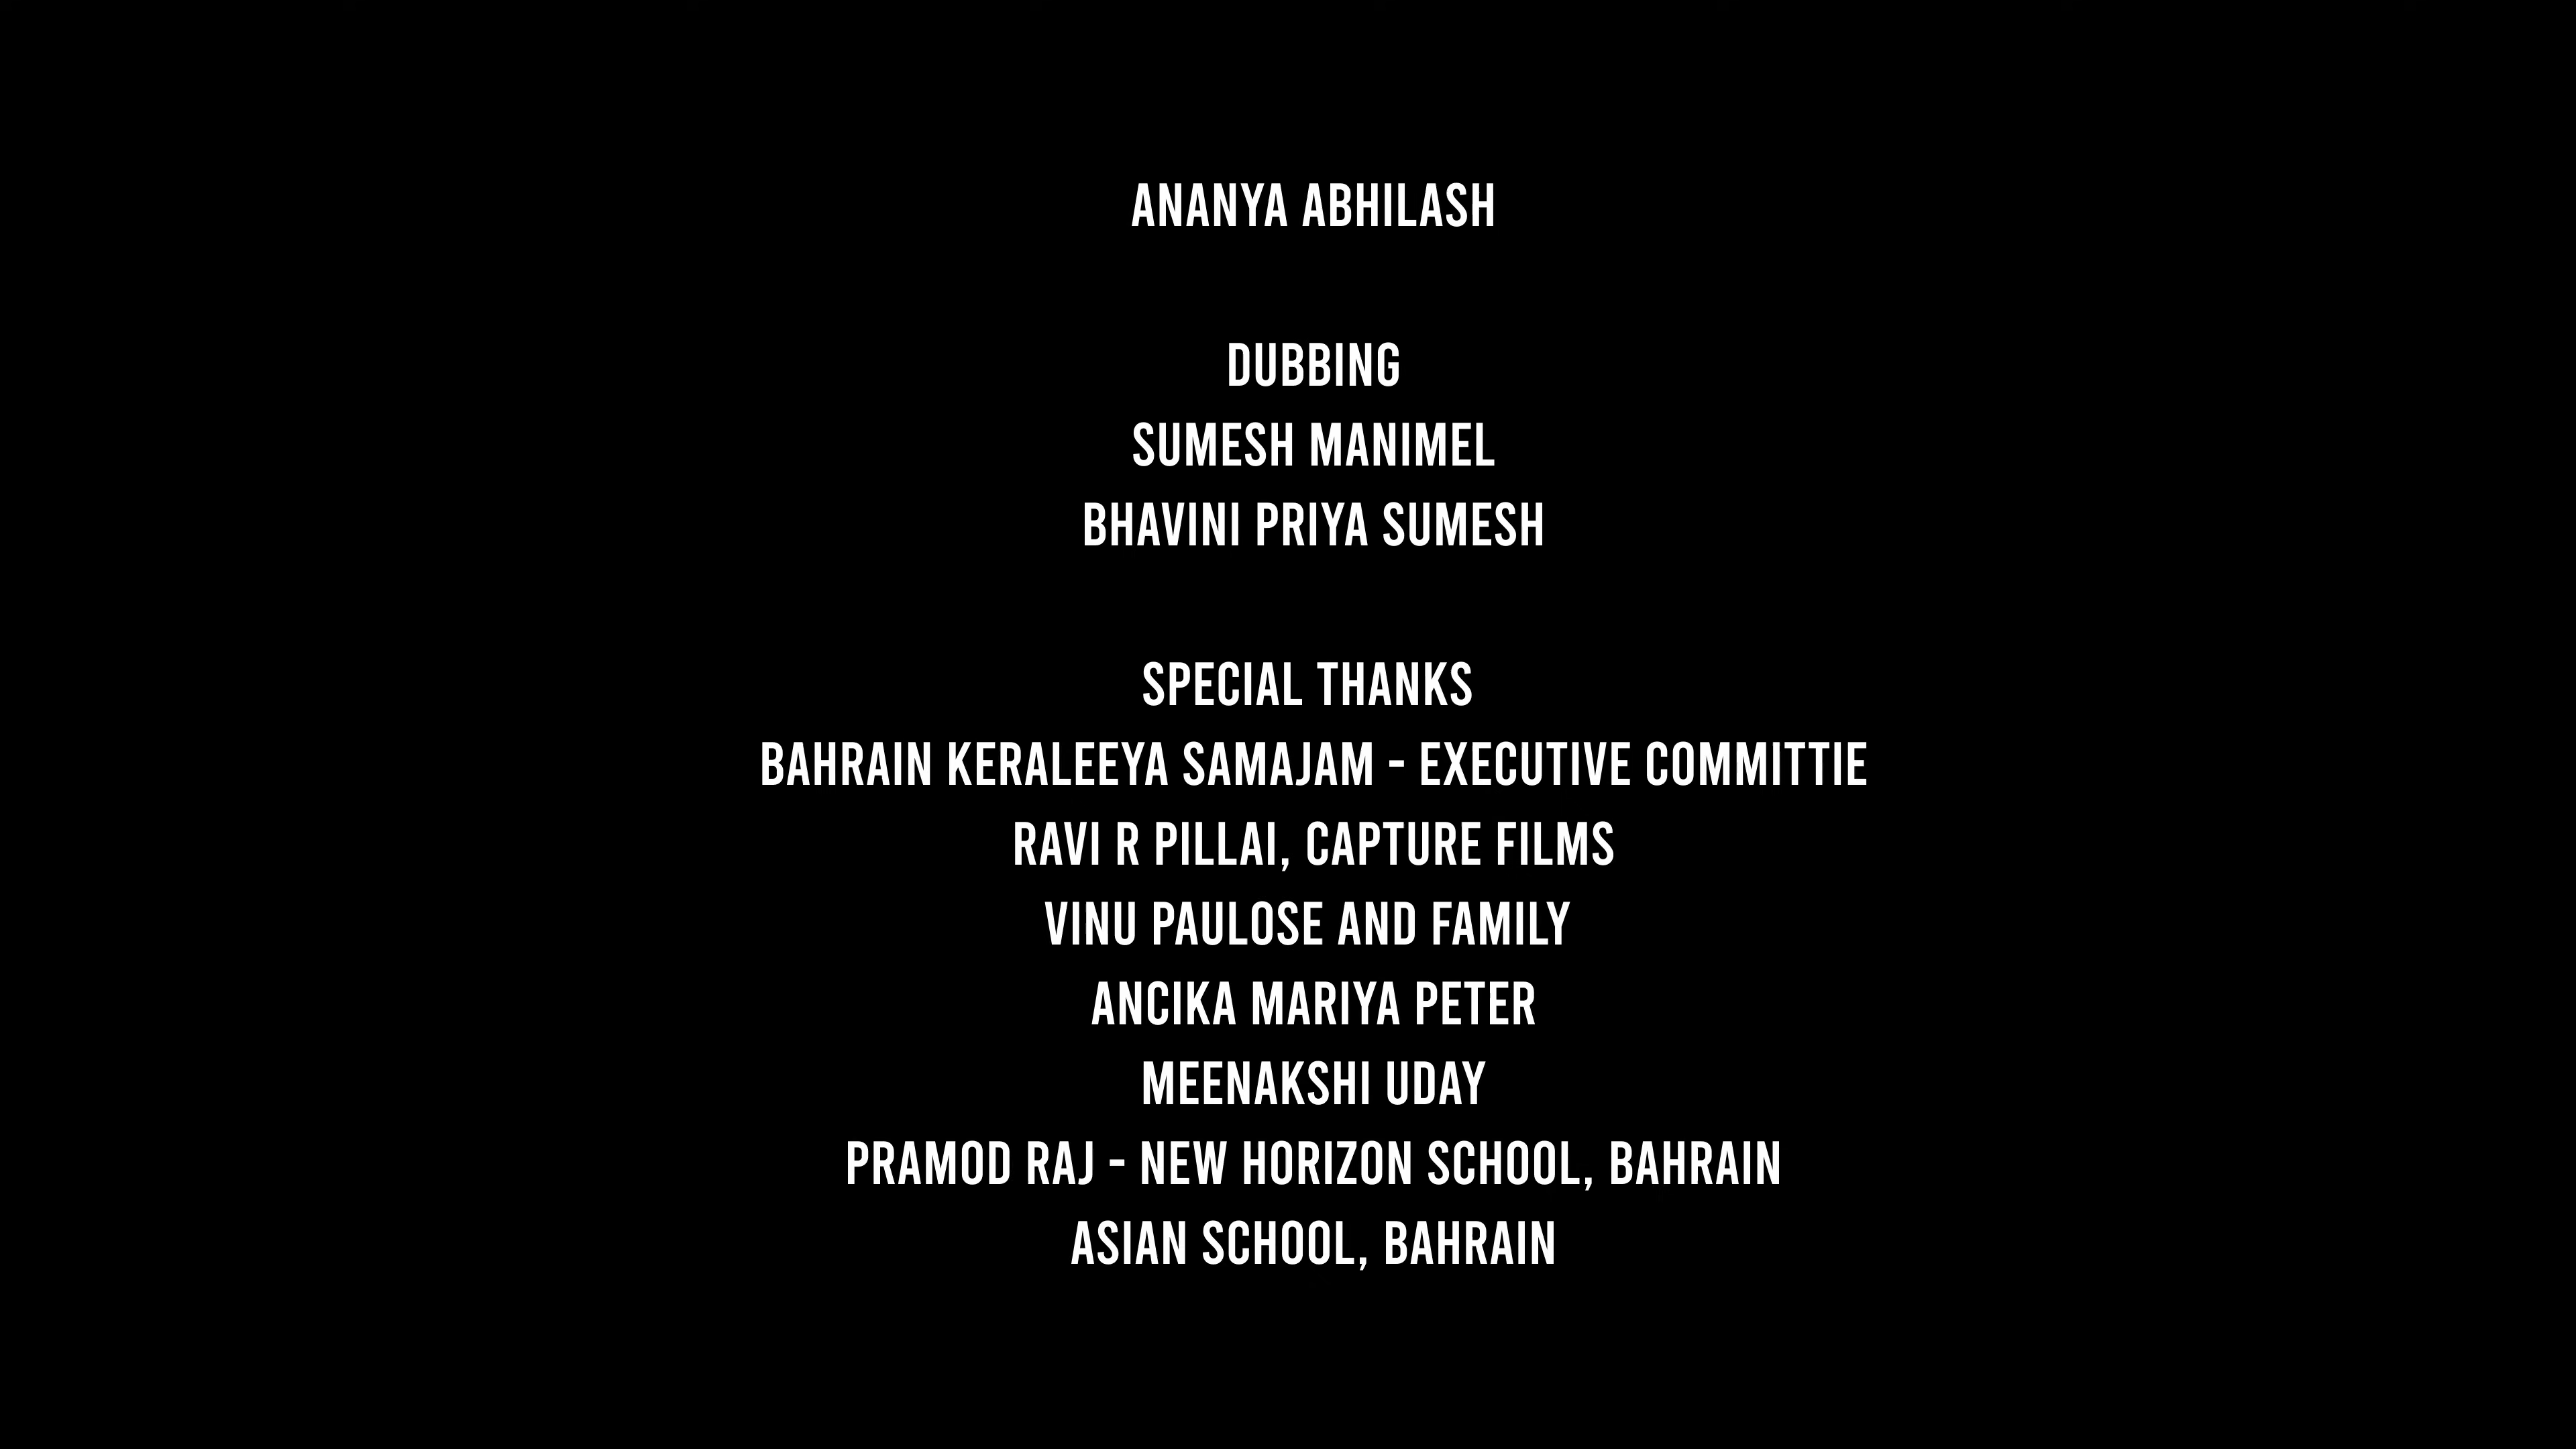 ANANYA ABHILASH
DUBBING
SUMESH MANIMEL
BHAVINI PRIYA SUMESH
SPECIAL THANKS
BAHRAIN KERALEEYA SAMAJAM - EXECUTIVE COMMITTIE
RAVI R PILLAI, CAPTURE FILMS
VINU PAULOSE AND FAMILY
ANCIKA MARIYA PETER
MEENAKSHI UDAY
PRAMOD RAJ - NEW HORIZON SCHOOL, BAHRAIN
ASIAN SCHOOL, BAHRAIN